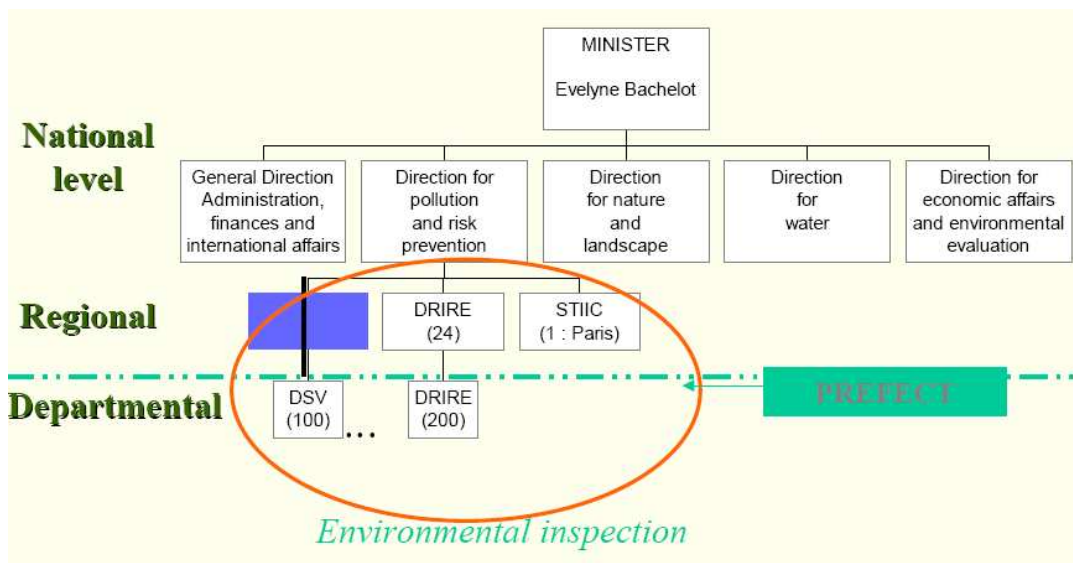 MINISTER
Evelyne Bachelot
National
level
General Direction
Administration,
finances and
international affairs
Direction for
pollution
and risk
prevention
Direction
for nature
and
landscape
Direction
for
water
Direction for
economic affairs
and environmental
evaluation
Regional
DRIRE
(24)
STIIC
(1 : Paris)
Departmental
DSV
(100)
...
DRIRE
(200)
PREFECT
Environmental inspection